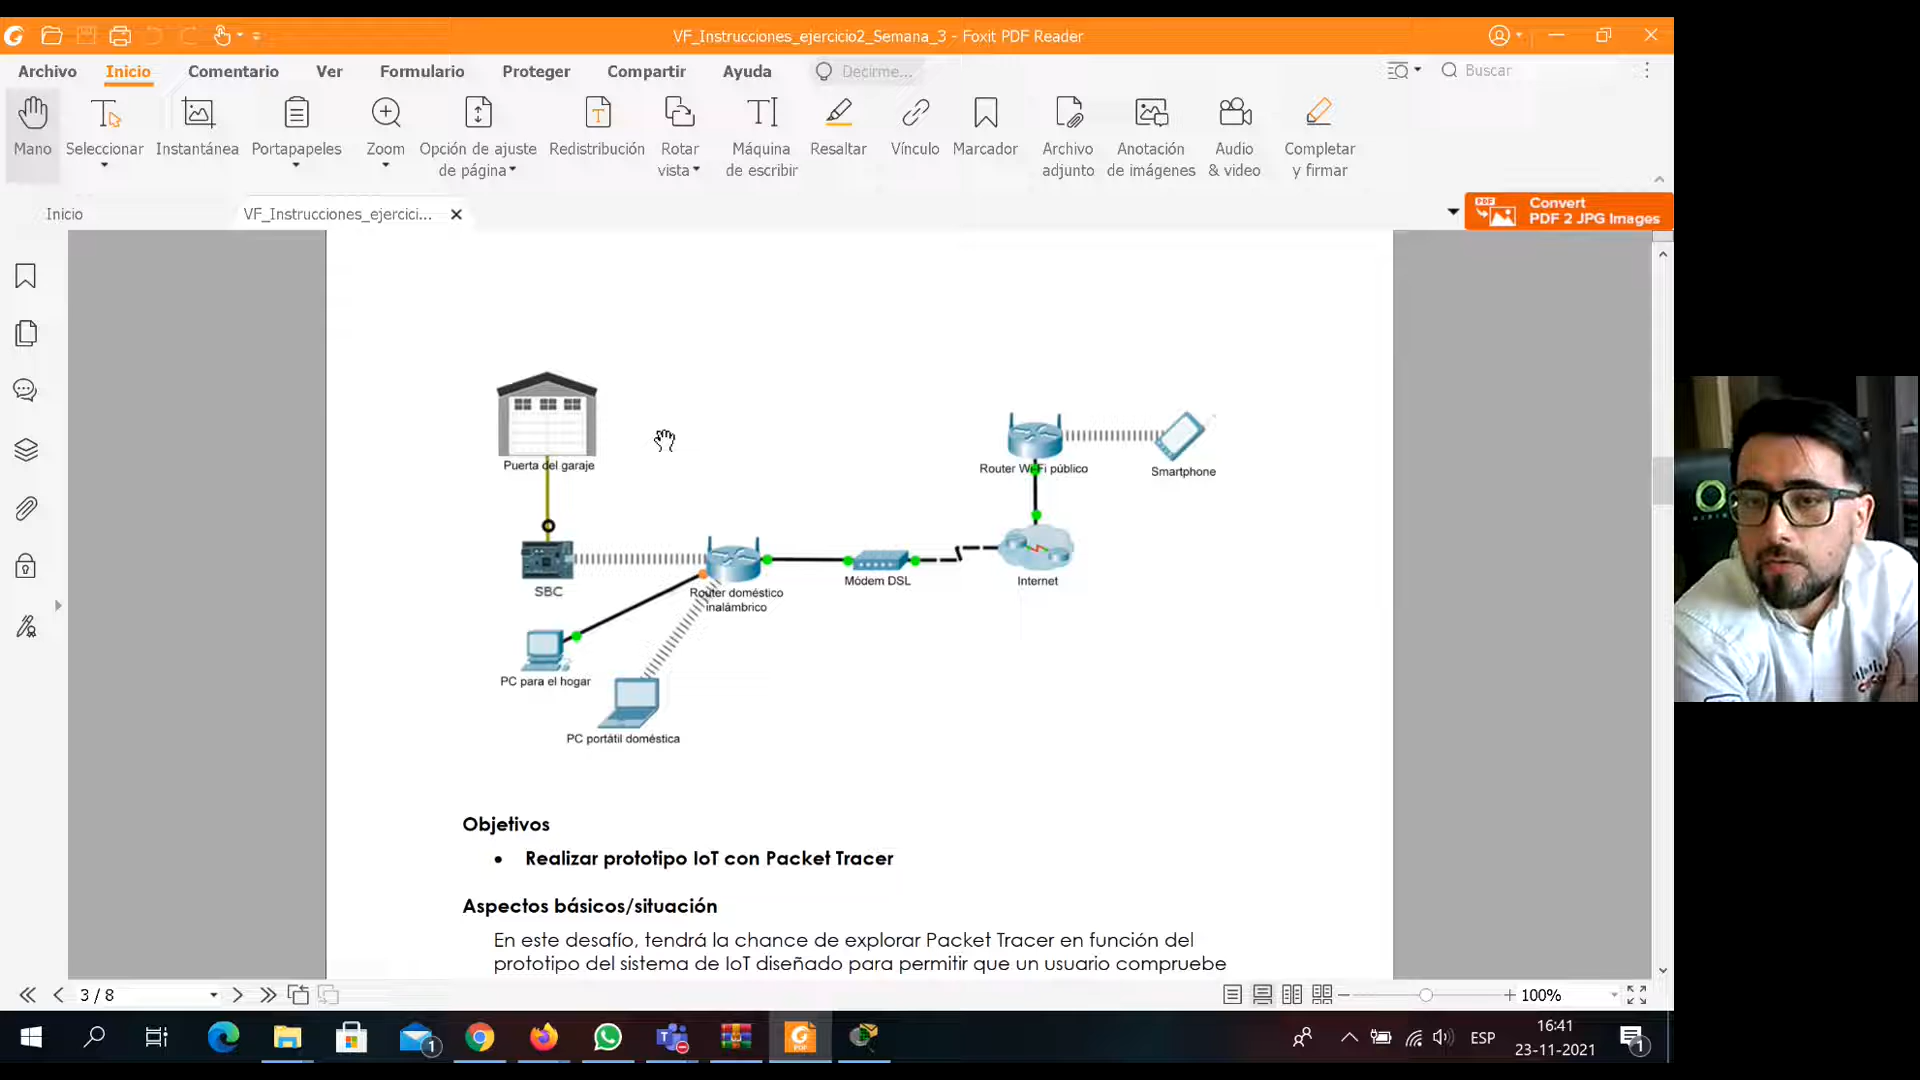 VF_Instrucciones_ejercicio2_Semana_3 - Foxit PDF Reader
Archivo Inicio Comentario Ver Formulario Proteger Compartir Ayuda Decirme... Buscar
Mano Seleccionar Instantánea Portapapeles Zoom Opción de ajuste de página Redistribución Rotar vista Máquina de escribir Resaltar Vínculo Marcador Archivo adjunto Anotación de imágenes Audio & video Completar y firmar
Inicio VF_Instrucciones_ejercici...
Convert
PDF 2 JPG Images
Puerta del garaje
Router Wi-Fi público
Smartphone
SBC
Router doméstico
inalámbrico
Módem DSL
Internet
PC para el hogar
PC portátil doméstica
Objetivos
• Realizar prototipo IoT con Packet Tracer
Aspectos básicos/situación
En este desafío, tendrá la chance de explorar Packet Tracer en función del
prototipo del sistema de IoT diseñado para permitir que un usuario compruebe
3 / 8
100%
ESP
16:41
23-11-2021
1
1